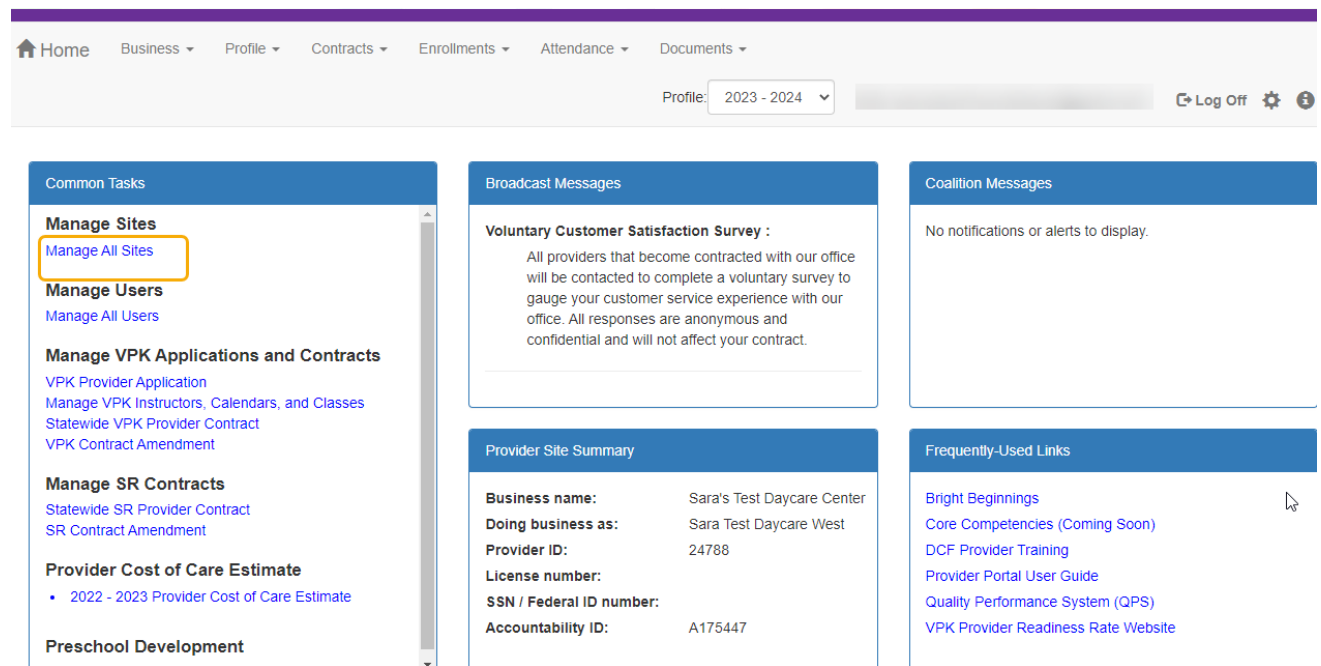 Home Business Profile Contracts Enrollments Attendance Documents
Profile: 2023 - 2024 Log Off
Common Tasks
Manage Sites
Manage All Sites
Manage Users
Manage All Users
Manage VPK Applications and Contracts
VPK Provider Application
Manage VPK Instructors, Calendars, and Classes
Statewide VPK Provider Contract
VPK Contract Amendment
Manage SR Contracts
Statewide SR Provider Contract
SR Contract Amendment
Provider Cost of Care Estimate
• 2022 - 2023 Provider Cost of Care Estimate
Preschool Development
Broadcast Messages
Voluntary Customer Satisfaction Survey :
All providers that become contracted with our office
will be contacted to complete a voluntary survey to
gauge your customer service experience with our
office. All responses are anonymous and
confidential and will not affect your contract.
Coalition Messages
No notifications or alerts to display.
Provider Site Summary
Business name: Sara's Test Daycare Center
Doing business as: Sara Test Daycare West
Provider ID: 24788
License number:
SSN / Federal ID number:
Accountability ID: A175447
Frequently-Used Links
Bright Beginnings
Core Competencies (Coming Soon)
DCF Provider Training
Provider Portal User Guide
Quality Performance System (QPS)
VPK Provider Readiness Rate Website